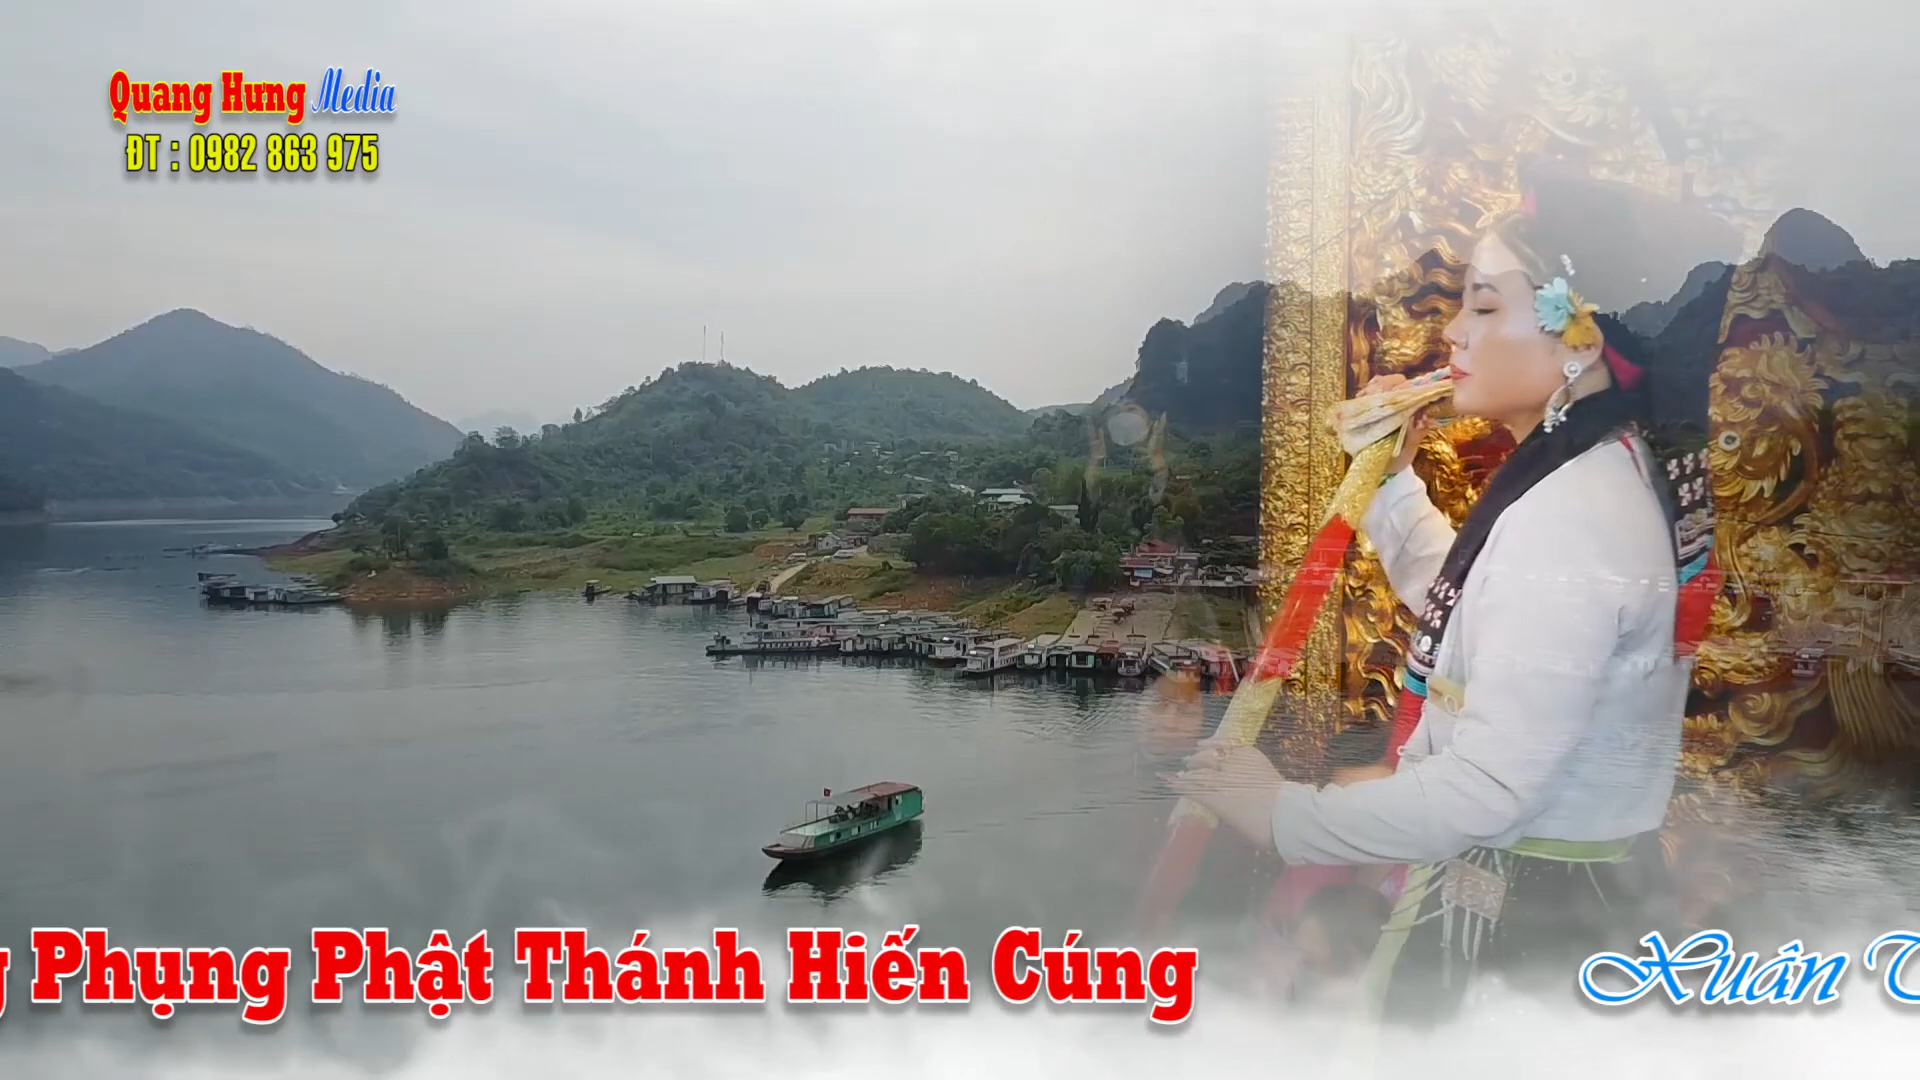 Quang Hưng Media
ĐT : 0982 863 975
Phụng Phật Thánh Hiến Cúng
Xuân